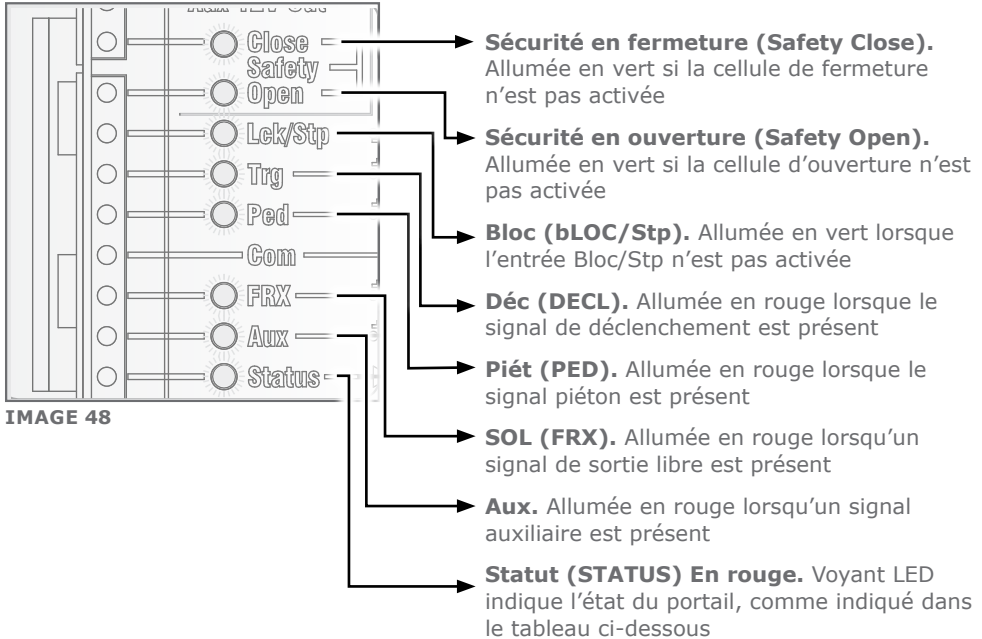 Close
Safety
Open
Lck/Stp
Trg
Ped
Com
FRX
Aux
Status
IMAGE 48
Sécurité en fermeture (Safety Close).
Allumée en vert si la cellule de fermeture
n’est pas activée
Sécurité en ouverture (Safety Open).
Allumée en vert si la cellule d’ouverture n’est
pas activée
Bloc (bLOC/Stp). Allumée en vert lorsque
l’entrée Bloc/Stp n’est pas activée
Déc (DECL). Allumée en rouge lorsque le
signal de déclenchement est présent
Piét (PED). Allumée en rouge lorsque le
signal piéton est présent
SOL (FRX). Allumée en rouge lorsqu’un
signal de sortie libre est présent
Aux. Allumée en rouge lorsqu’un signal
auxiliaire est présent
Statut (STATUS) En rouge. Voyant LED
indique l’état du portail, comme indiqué dans
le tableau ci-dessous